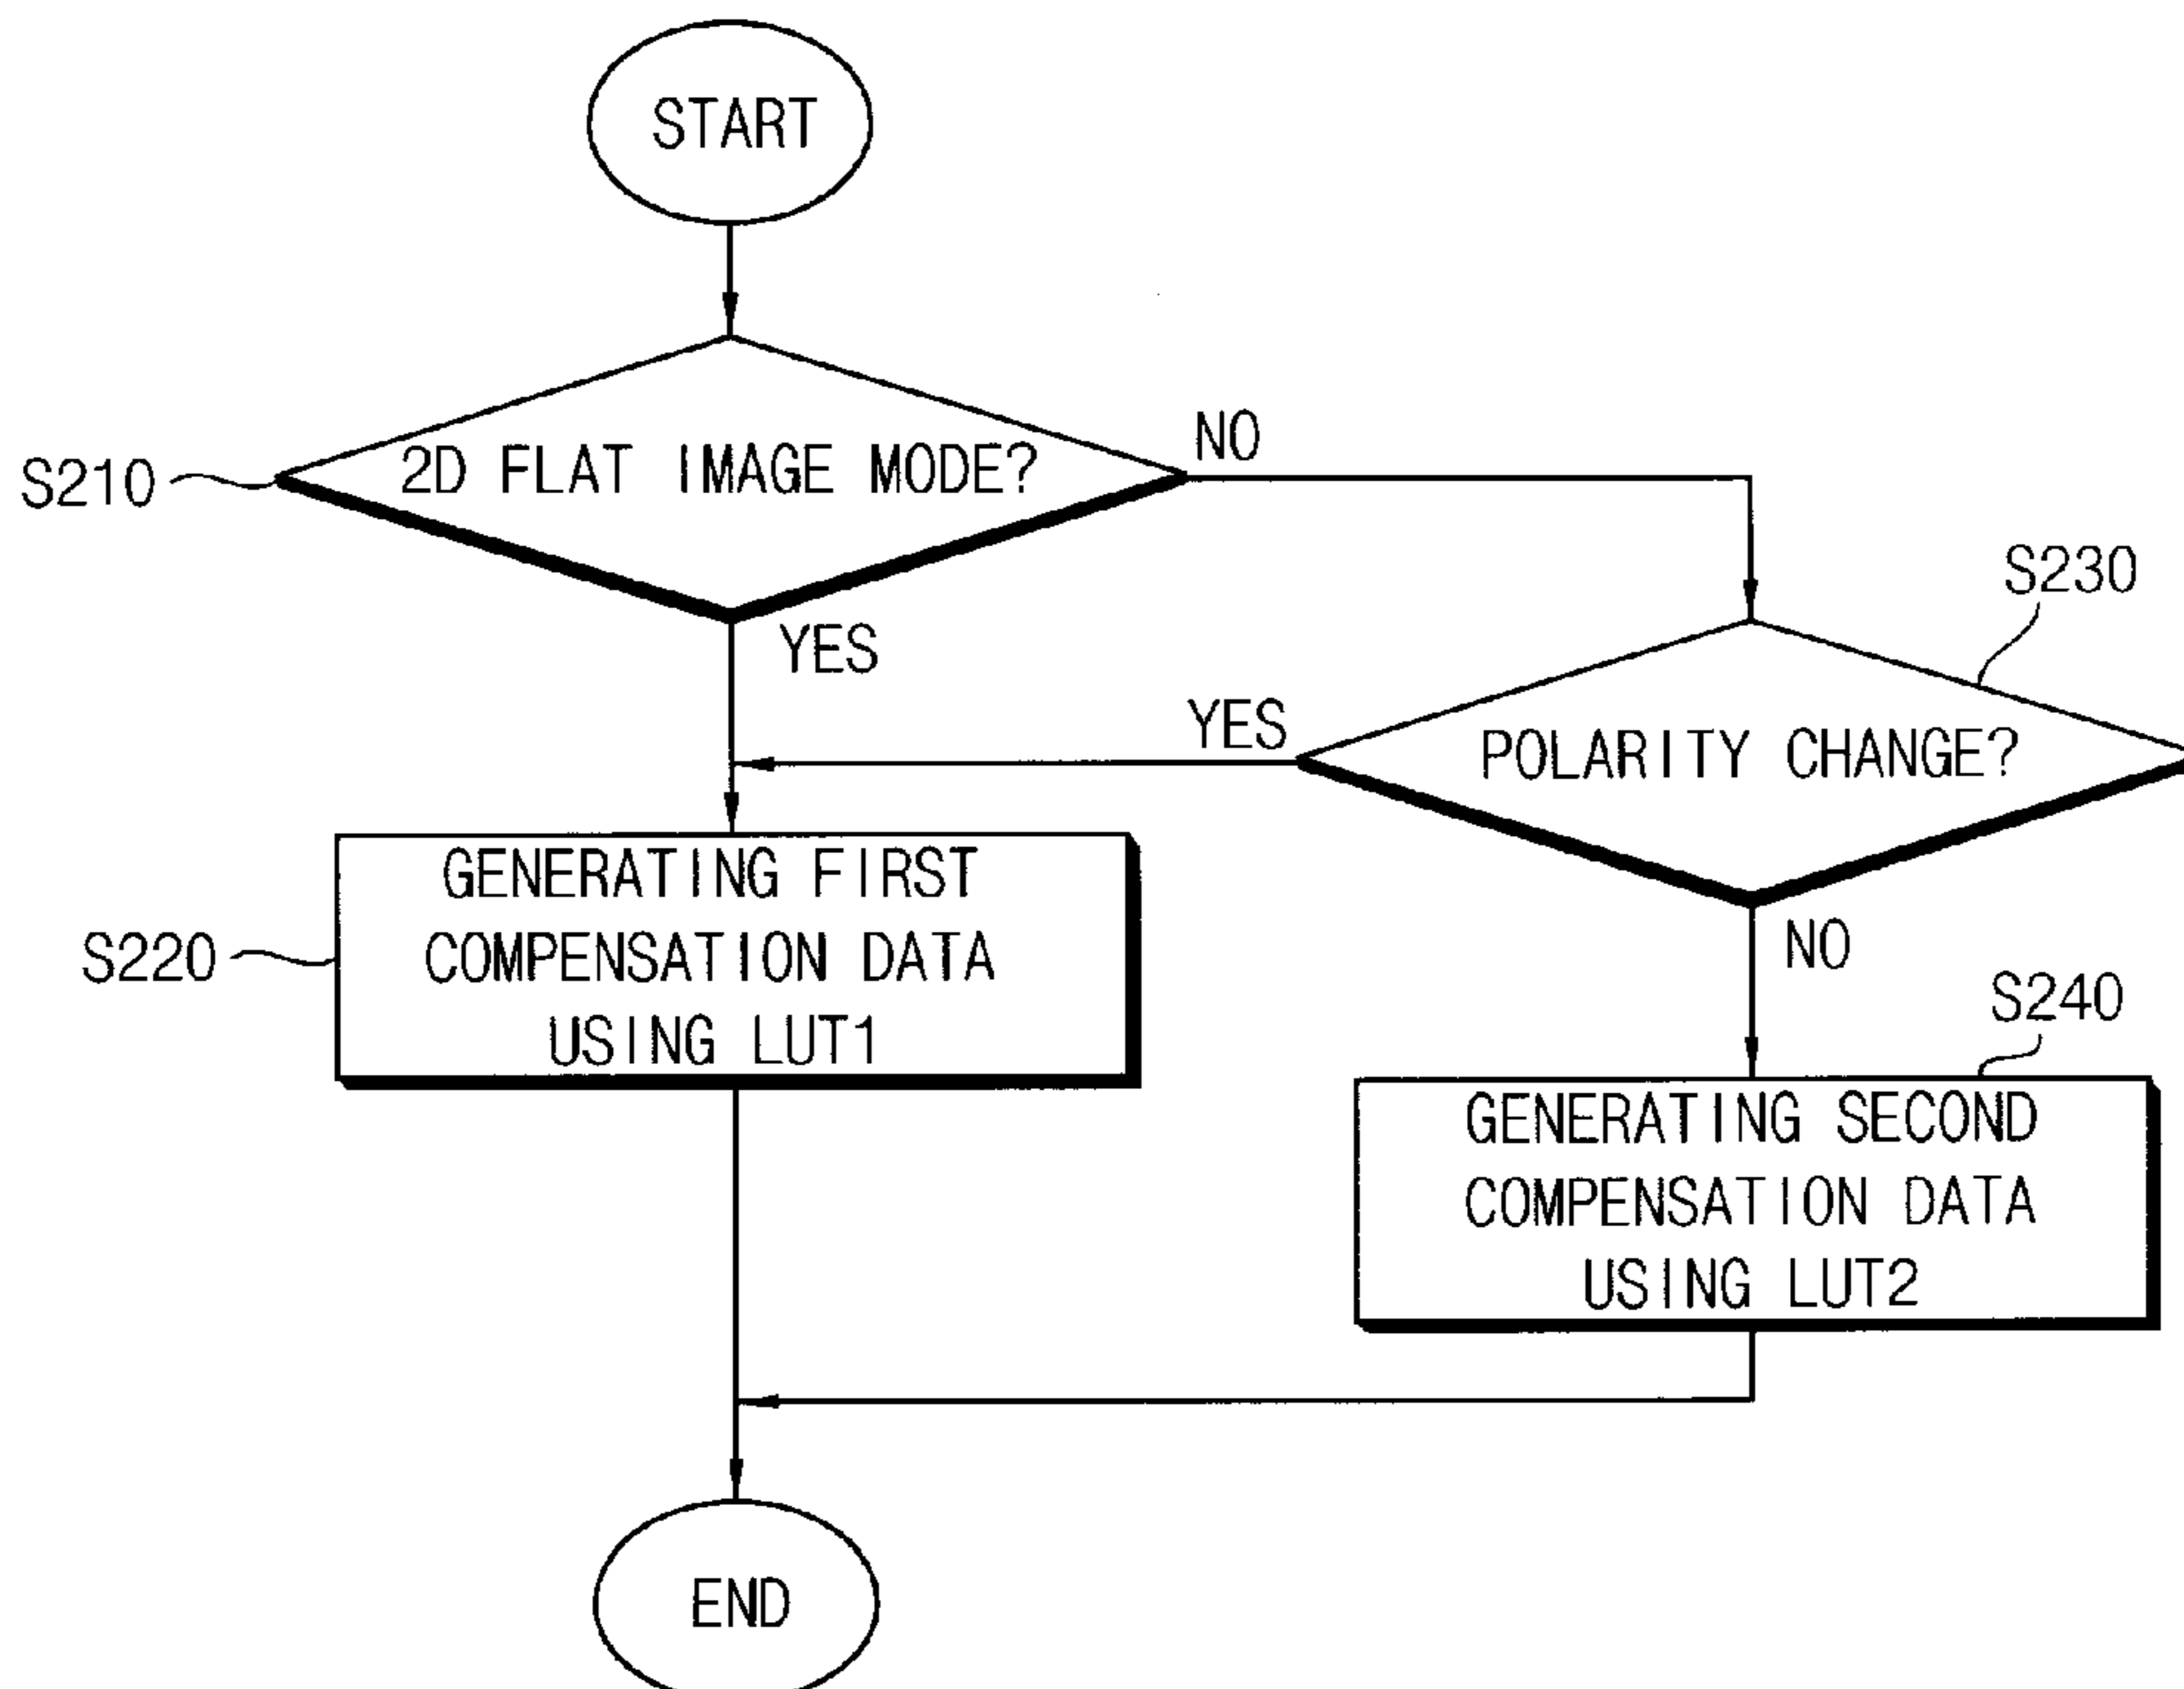 START
S210
2D FLAT IMAGE MODE?
NO
YES
S230
YES
POLARITY CHANGE?
S220
GENERATING FIRST
COMPENSATION DATA
USING LUT1
NO
S240
GENERATING SECOND
COMPENSATION DATA
USING LUT2
END